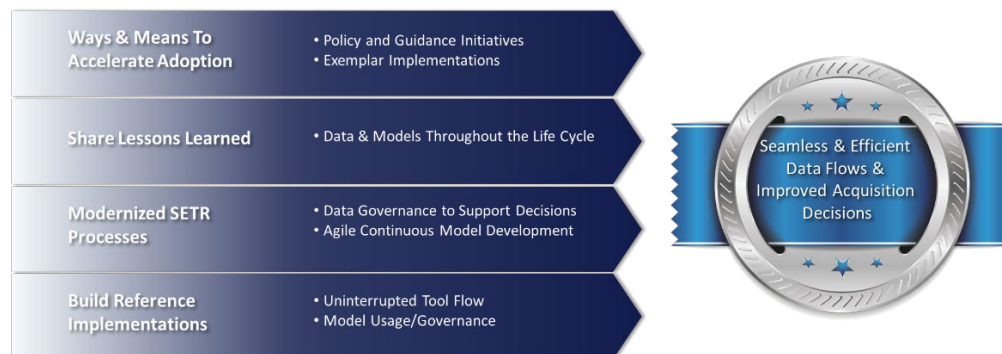 Ways & Means To
Accelerate Adoption
• Policy and Guidance Initiatives
• Exemplar Implementations
Share Lessons Learned
• Data & Models Throughout the Life Cycle
Modernized SETR
Processes
• Data Governance to Support Decisions
• Agile Continuous Model Development
Build Reference
Implementations
• Uninterrupted Tool Flow
• Model Usage/Governance
Seamless & Efficient
Data Flows &
Improved Acquisition
Decisions